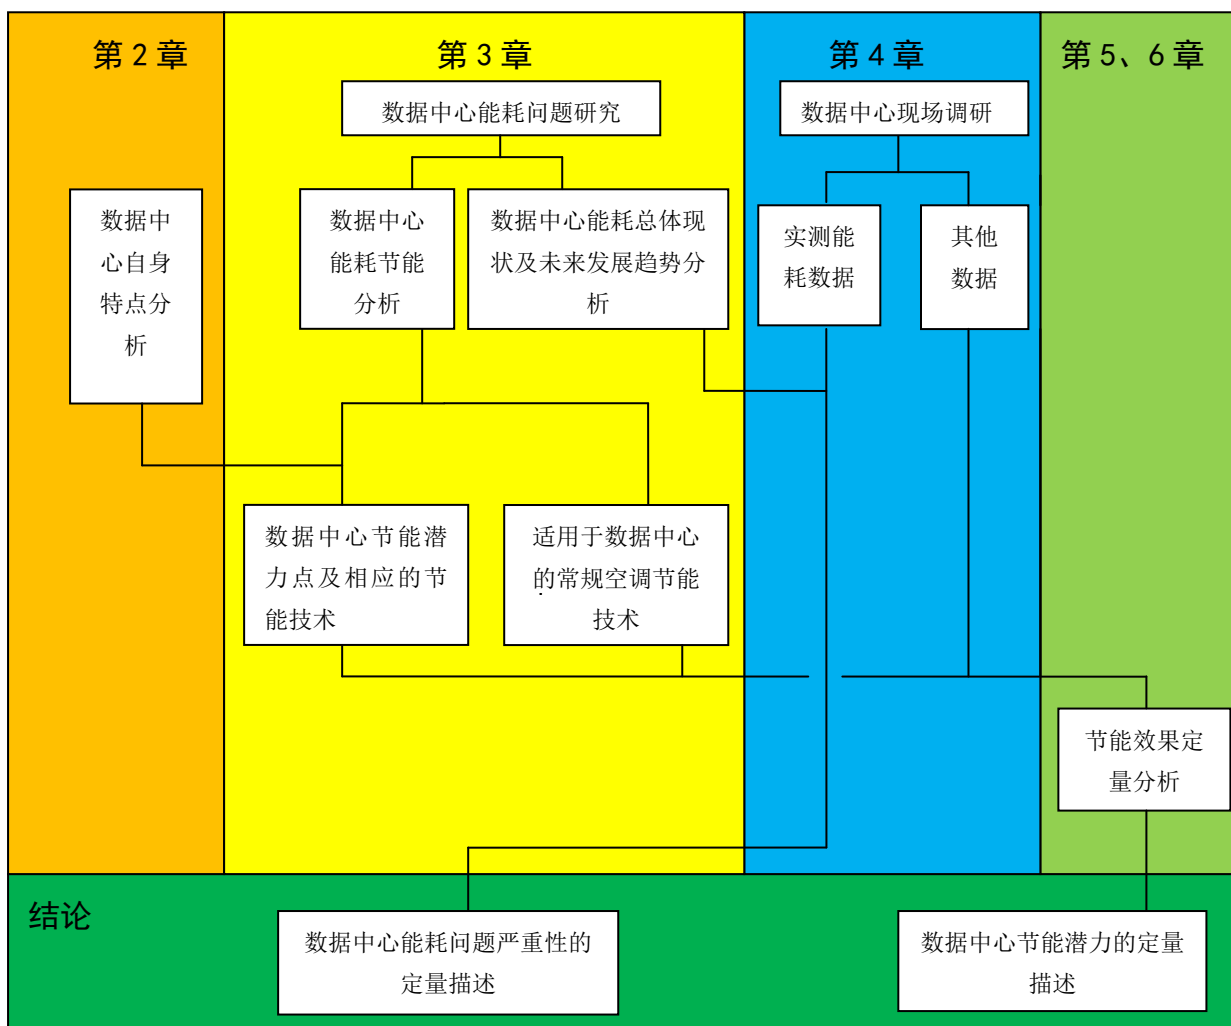 第2章
第3章
第4章
第5、6章
数据中心能耗问题研究
数据中心现场调研
数据中
心自身
特点分
析
数据中心
能耗节能
分析
数据中心能耗总体现
状及未来发展趋势分
析
实测能
耗数据
其他
数据
数据中心节能潜
力点及相应的节
能技术
适用于数据中心
的常规空调节能
技术
节能效果定
量分析
结论
数据中心能耗问题严重性的
定量描述
数据中心节能潜力的定量
描述